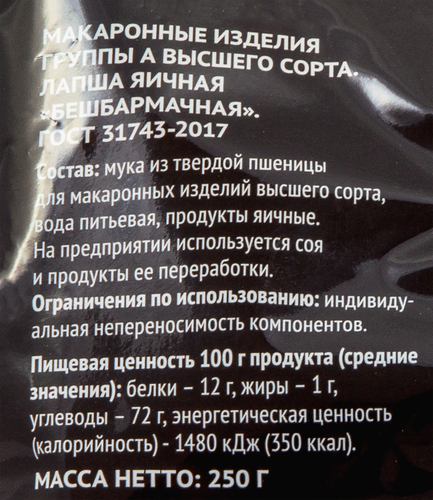 МАКАРОННЫЕ ИЗДЕЛИЯ
ГРУППЫ А ВЫСШЕГО СОРТА.
ЛАПША ЯИЧНАЯ
«БЕШБАРМАЧНАЯ».
ГОСТ 31743-2017
Состав: мука из твердой пшеницы
для макаронных изделий высшего сорта,
вода питьевая, продукты яичные.
На предприятии используется соя
и продукты ее переработки.
Ограничения по использованию: индивиду-
альная непереносимость компонентов.
Пищевая ценность 100 г продукта (средние
значения): белки – 12 г, жиры – 1 г,
углеводы – 72 г, энергетическая ценность
(калорийность) - 1480 кДж (350 ккал).
МАССА НЕТТО: 250 Г